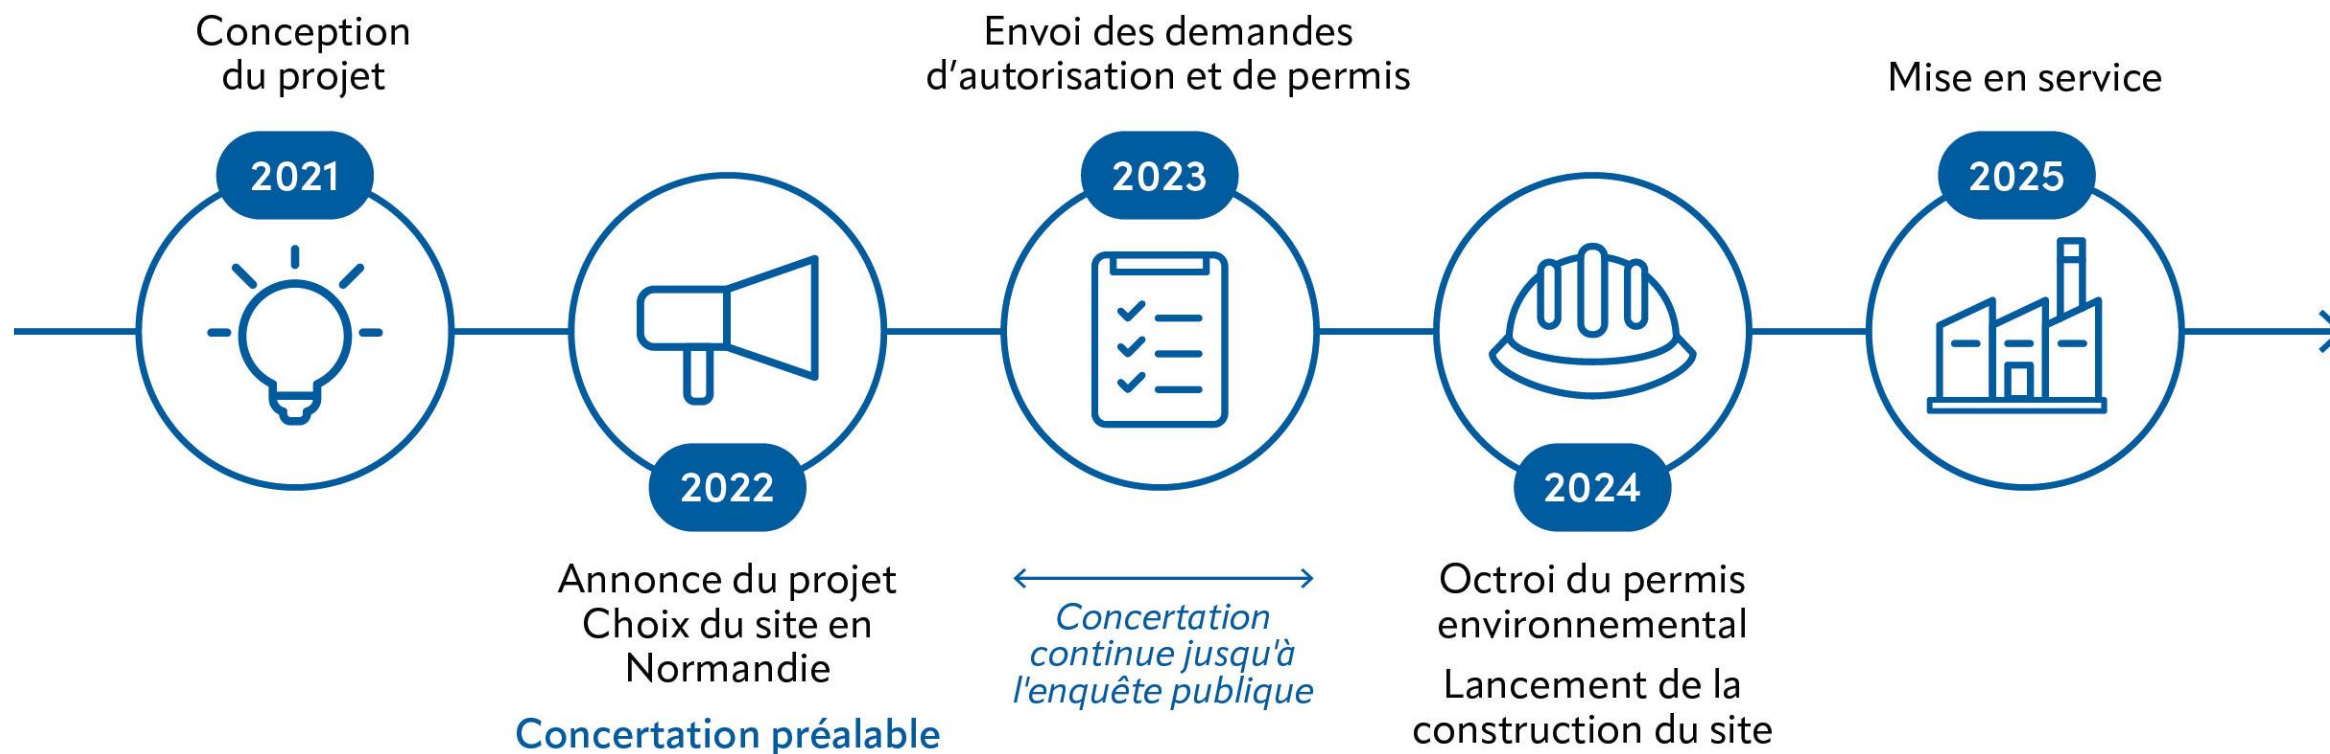 Conception
du projet
2021
2022
Annonce du projet
Choix du site en
Normandie
Concertation préalable
Envoi des demandes
d’autorisation et de permis
2023
Concertation
continue jusqu'à
l'enquête publique
2024
Octroi du permis
environnemental
Lancement de la
construction du site
Mise en service
2025